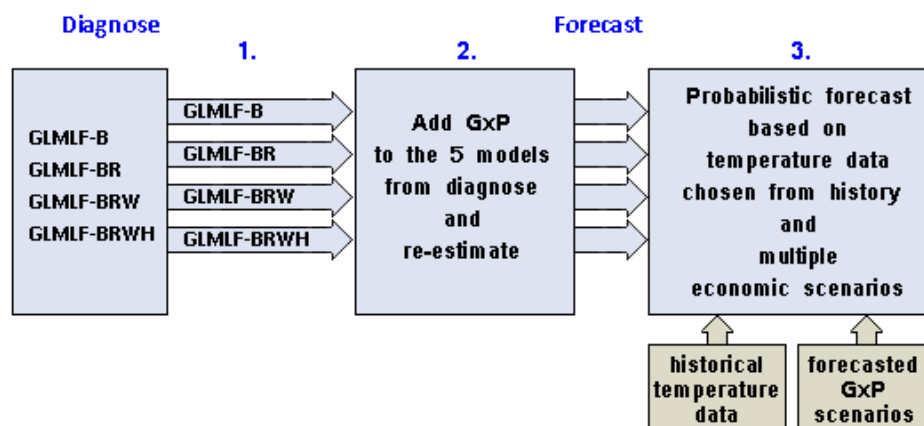 Diagnose
Forecast
1.
2.
3.
GLMLF-B
GLMLF-BR
GLMLF-BRW
GLMLF-BRWH
GLMLF-B
GLMLF-BR
GLMLF-BRW
GLMLF-BRWH
Add GxP
to the 5 models
from diagnose
and
re-estimate
Probabilistic forecast
based on
temperature data
chosen from history
and
multiple
economic scenarios
historical
temperature
data
forecasted
GxP
scenarios